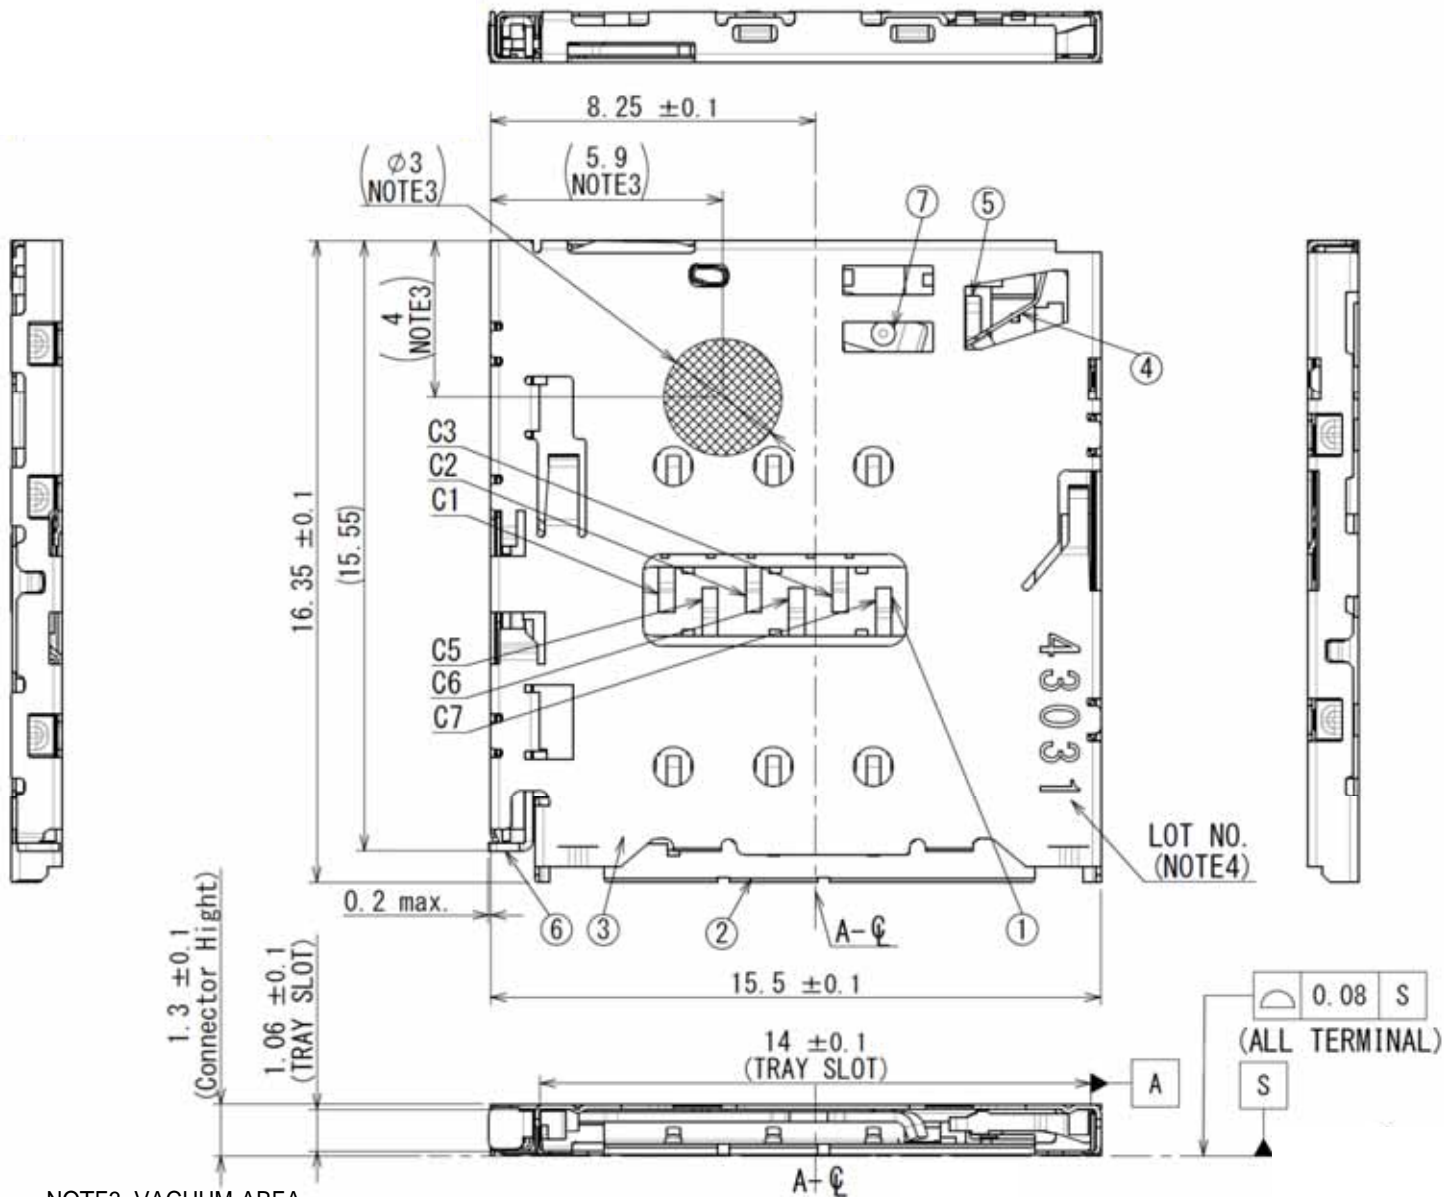 8.25 ±0.1
(⌀3
NOTE3)
(5.9
NOTE3)
⑦
⑤
(4
NOTE3)
④
C3
C2
C1
16.35 ±0.1
(15.55)
C5
C6
C7
43031
LOT NO.
(NOTE4)
0.2 max.
⑥
③
②
A-℄
①
1.3 ±0.1
(Connector Hight)
1.06 ±0.1
(TRAY SLOT)
15.5 ±0.1
⌓ 0.08 S
(ALL TERMINAL)
14 ±0.1
(TRAY SLOT)
A
S
A-℄
NOTE3. VACUUM AREA